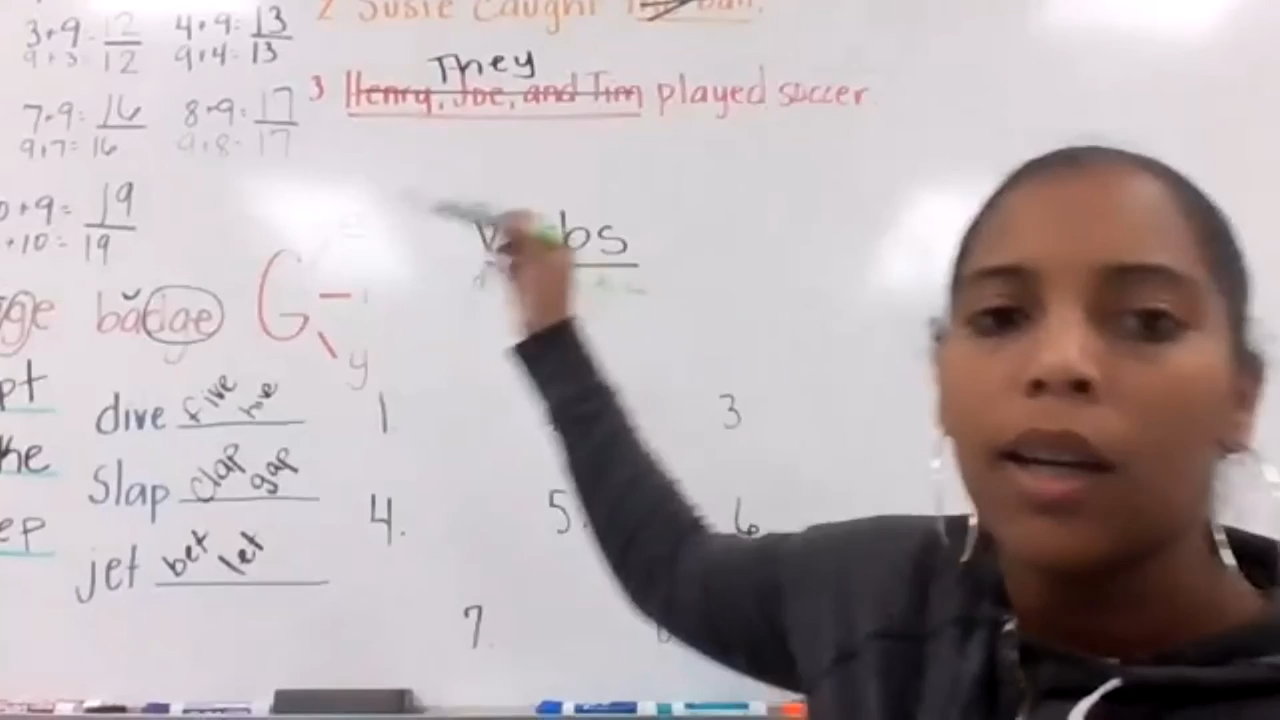 2 Susie caught
3+9=12 4+9=13
9+3=12 9+4=13
They
3 Henry, Joe, and Tim played soccer
7+9=16 8+9=17
9+7=16 9+8=17
+9=19
+10=19
bs
ge bădge G
y
pt
dive five
1. 3
ke
Slap clap gap
4. 5. 6
ep
jet bet let
7.